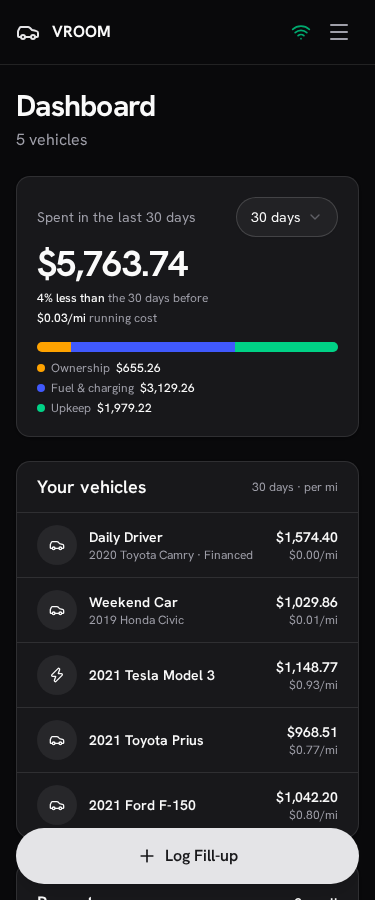 VROOM
Dashboard
5 vehicles
Spent in the last 30 days
30 days
$5,763.74
4% less than the 30 days before
$0.03/mi running cost
Ownership $655.26
Fuel & charging $3,129.26
Upkeep $1,979.22
Your vehicles
30 days · per mi
Daily Driver
$1,574.40
2020 Toyota Camry · Financed
$0.00/mi
Weekend Car
$1,029.86
2019 Honda Civic
$0.01/mi
2021 Tesla Model 3
$1,148.77
$0.93/mi
2021 Toyota Prius
$968.51
$0.77/mi
2021 Ford F-150
$1,042.20
$0.80/mi
Log Fill-up